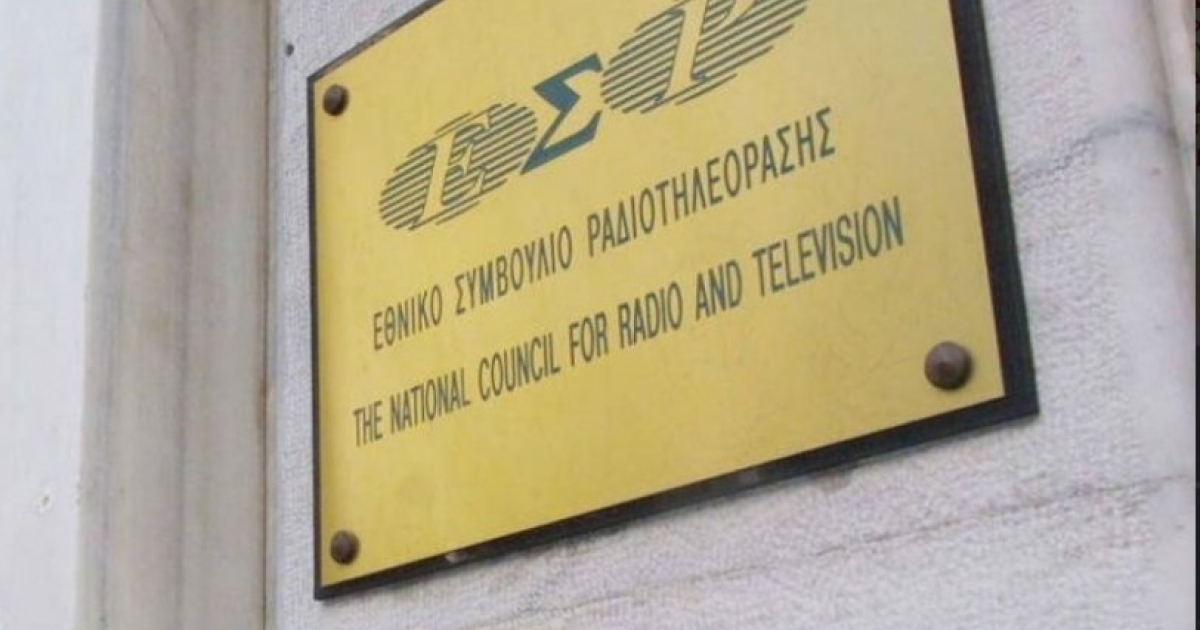 ΕΣΡ
ΕΘΝΙΚΟ ΣΥΜΒΟΥΛΙΟ ΡΑΔΙΟΤΗΛΕΟΡΑΣΗΣ
THE NATIONAL COUNCIL FOR RADIO AND TELEVISION